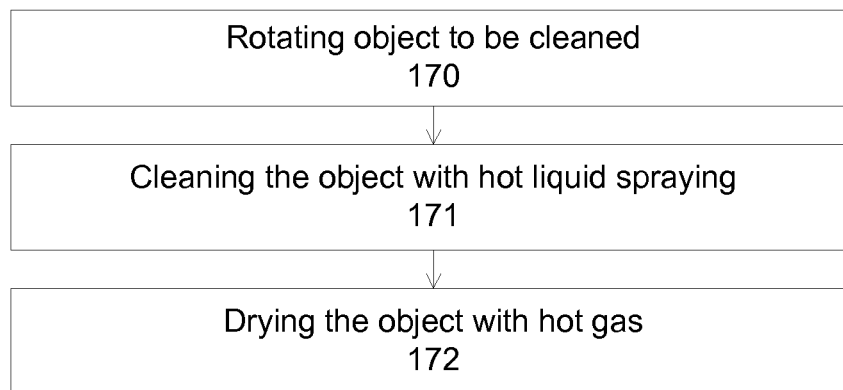 Rotating object to be cleaned
170
Cleaning the object with hot liquid spraying
171
Drying the object with hot gas
172